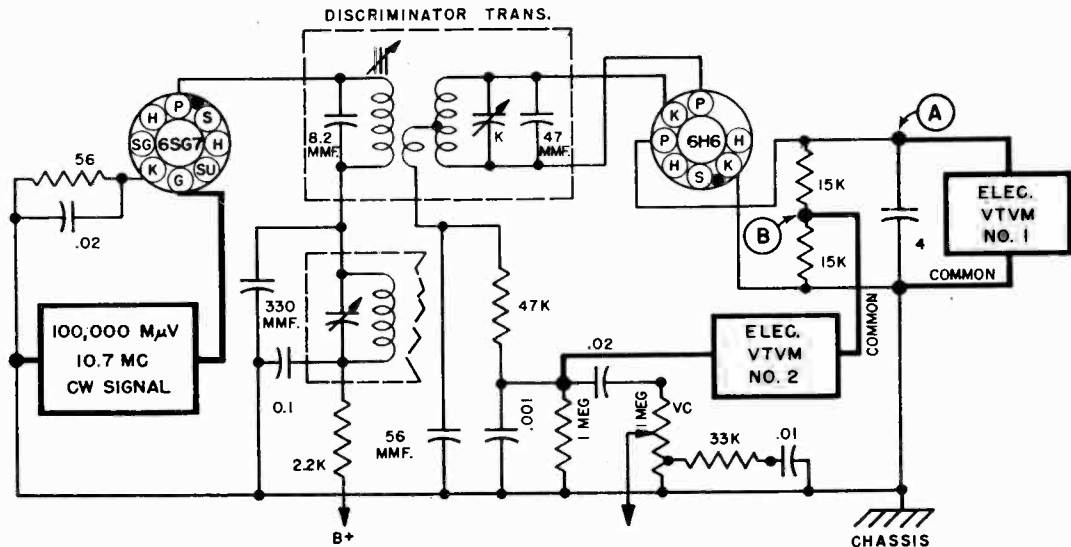 DISCRIMINATOR TRANS.
P
S
H
SU
G
K
SG
H
6SG7
56
.02
100,000 MμV
10.7 MC
CW SIGNAL
8.2
MMF.
K
47
MMF.
330
MMF.
0.1
2.2K
B+
56
MMF.
47K
.001
1 MEG
.02
1 MEG
VC
33K
.01
K
P
H
K
S
H
P
6H6
15K
15K
A
B
4
ELEC.
VTVM
NO. 1
COMMON
COMMON
ELEC.
VTVM
NO. 2
CHASSIS